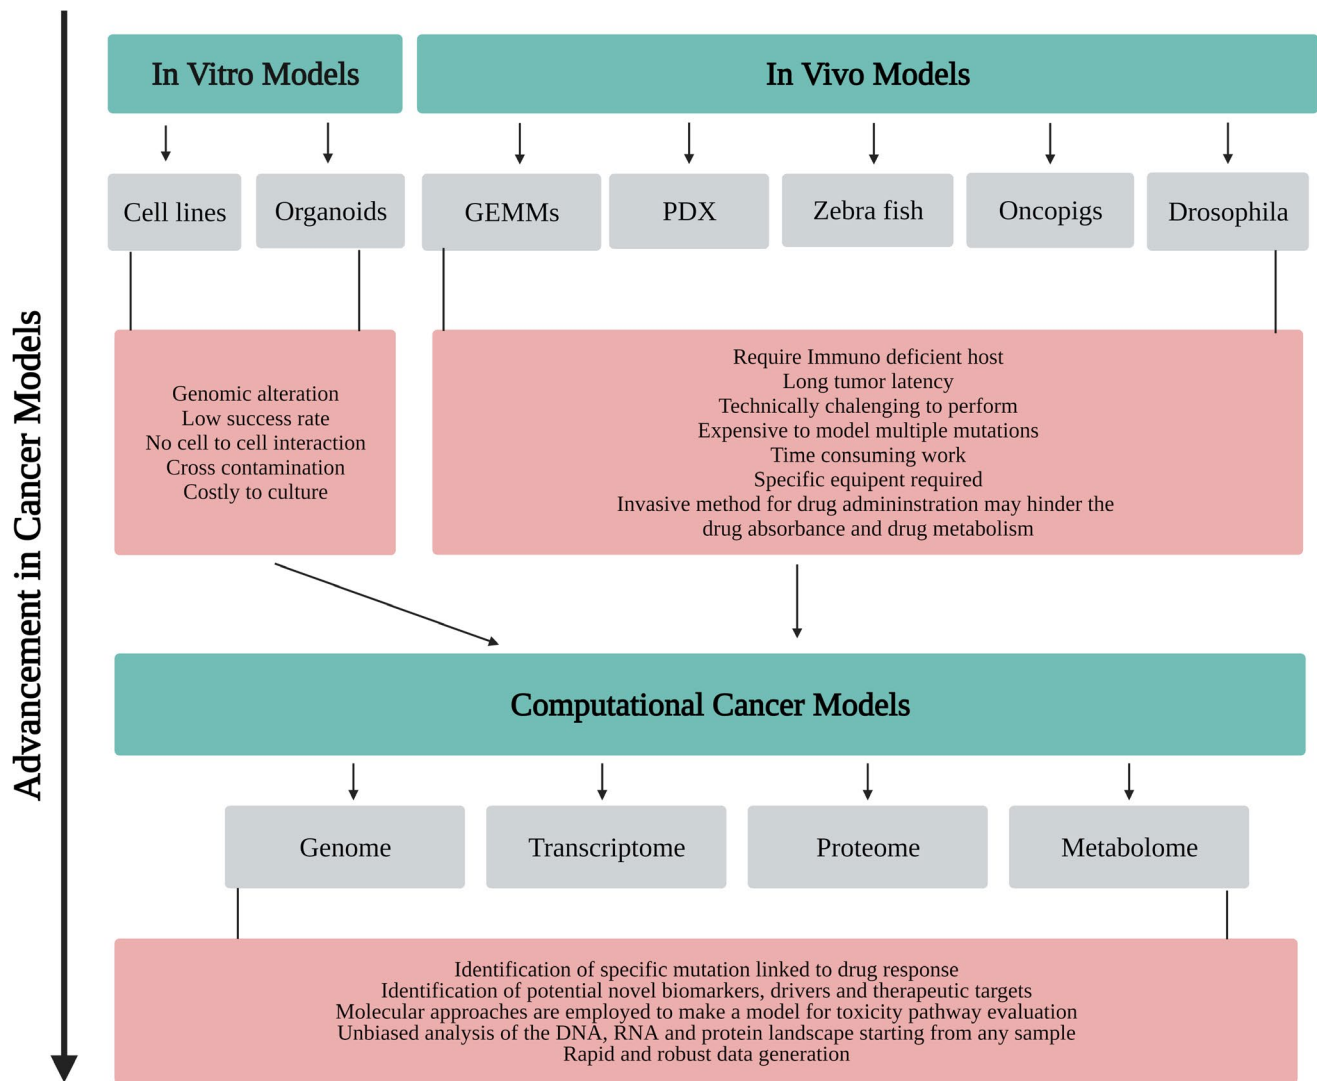 Advancement in Cancer Models
In Vitro Models
In Vivo Models
Cell lines
Organoids
GEMMs
PDX
Zebra fish
Oncopigs
Drosophila
Genomic alteration
Low success rate
No cell to cell interaction
Cross contamination
Costly to culture
Require Immuno deficient host
Long tumor latency
Technically chalenging to perform
Expensive to model multiple mutations
Time consuming work
Specific equipent required
Invasive method for drug admininstration may hinder the
drug absorbance and drug metabolism
Computational Cancer Models
Genome
Transcriptome
Proteome
Metabolome
Identification of specific mutation linked to drug response
Identification of potential novel biomarkers, drivers and therapeutic targets
Molecular approaches are employed to make a model for toxicity pathway evaluation
Unbiased analysis of the DNA, RNA and protein landscape starting from any sample
Rapid and robust data generation